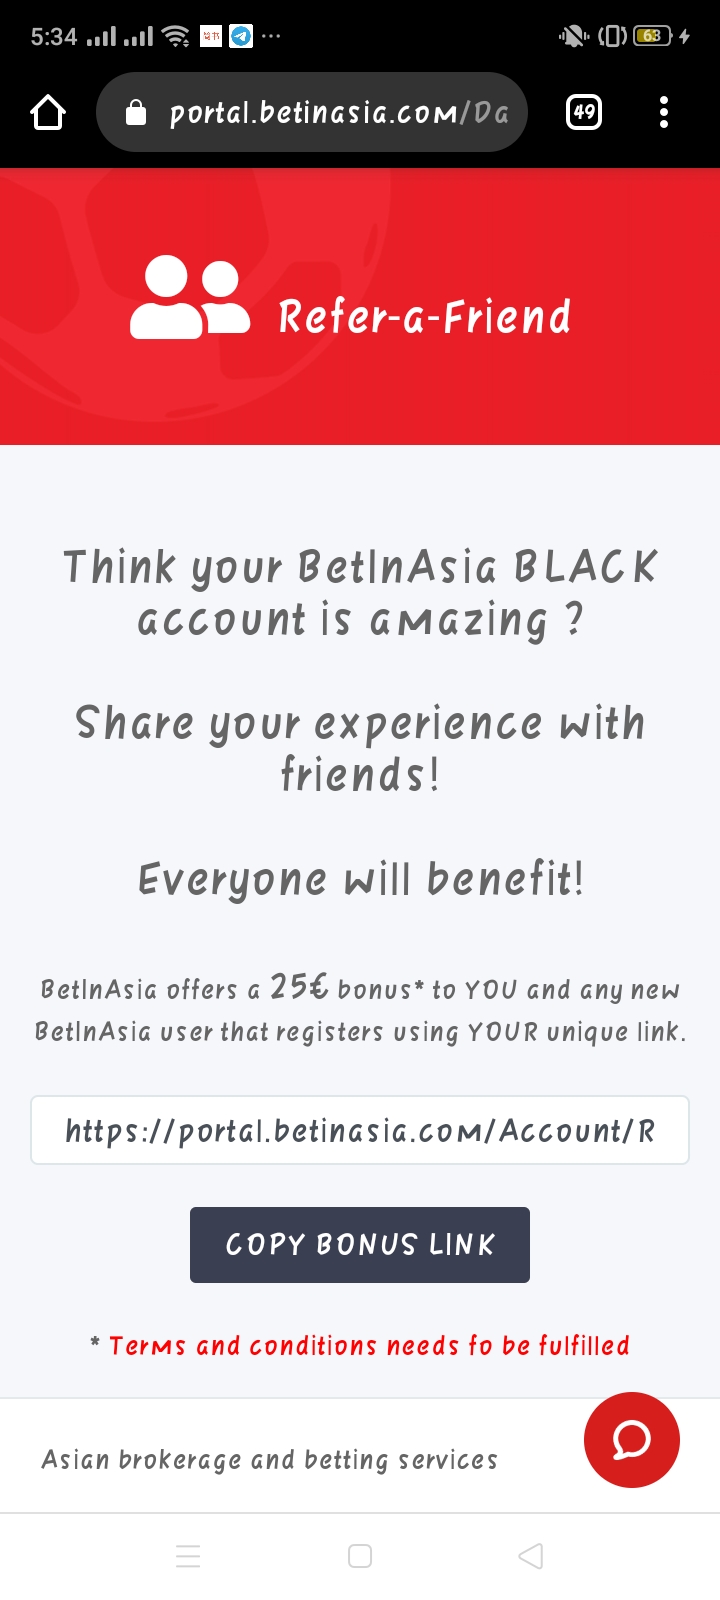 5:34
63
portal.betinasia.com/Da
49
Refer-a-Friend
Think your BetInAsia BLACK
account is amazing ?
Share your experience with
friends!
Everyone will benefit!
BetInAsia offers a 25€ bonus* to YOU and any new
BetInAsia user that registers using YOUR unique link.
https://portal.betinasia.com/Account/R
COPY BONUS LINK
* Terms and conditions needs fo be fulfilled
Asian brokerage and betting services